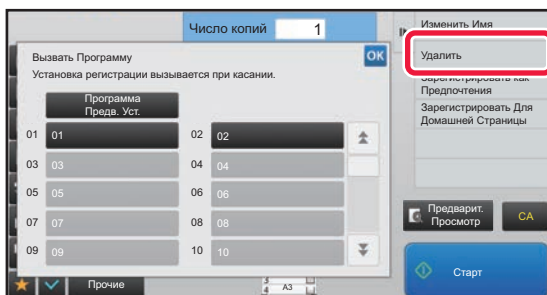 Число копий 1
Изменить Имя
Вызвать Программу
OK
Удалить
Установка регистрации вызывается при касании.
Зарегистрировать как
Предпочтения
Программа
Предв. Уст.
Зарегистрировать Для
Домашней Страницы
01 01 02 02
03 03 04 04
05 05 06 06
07 07 08 08
09 09 10 10
Предварит.
Просмотр
CA
Прочие
A3
Старт